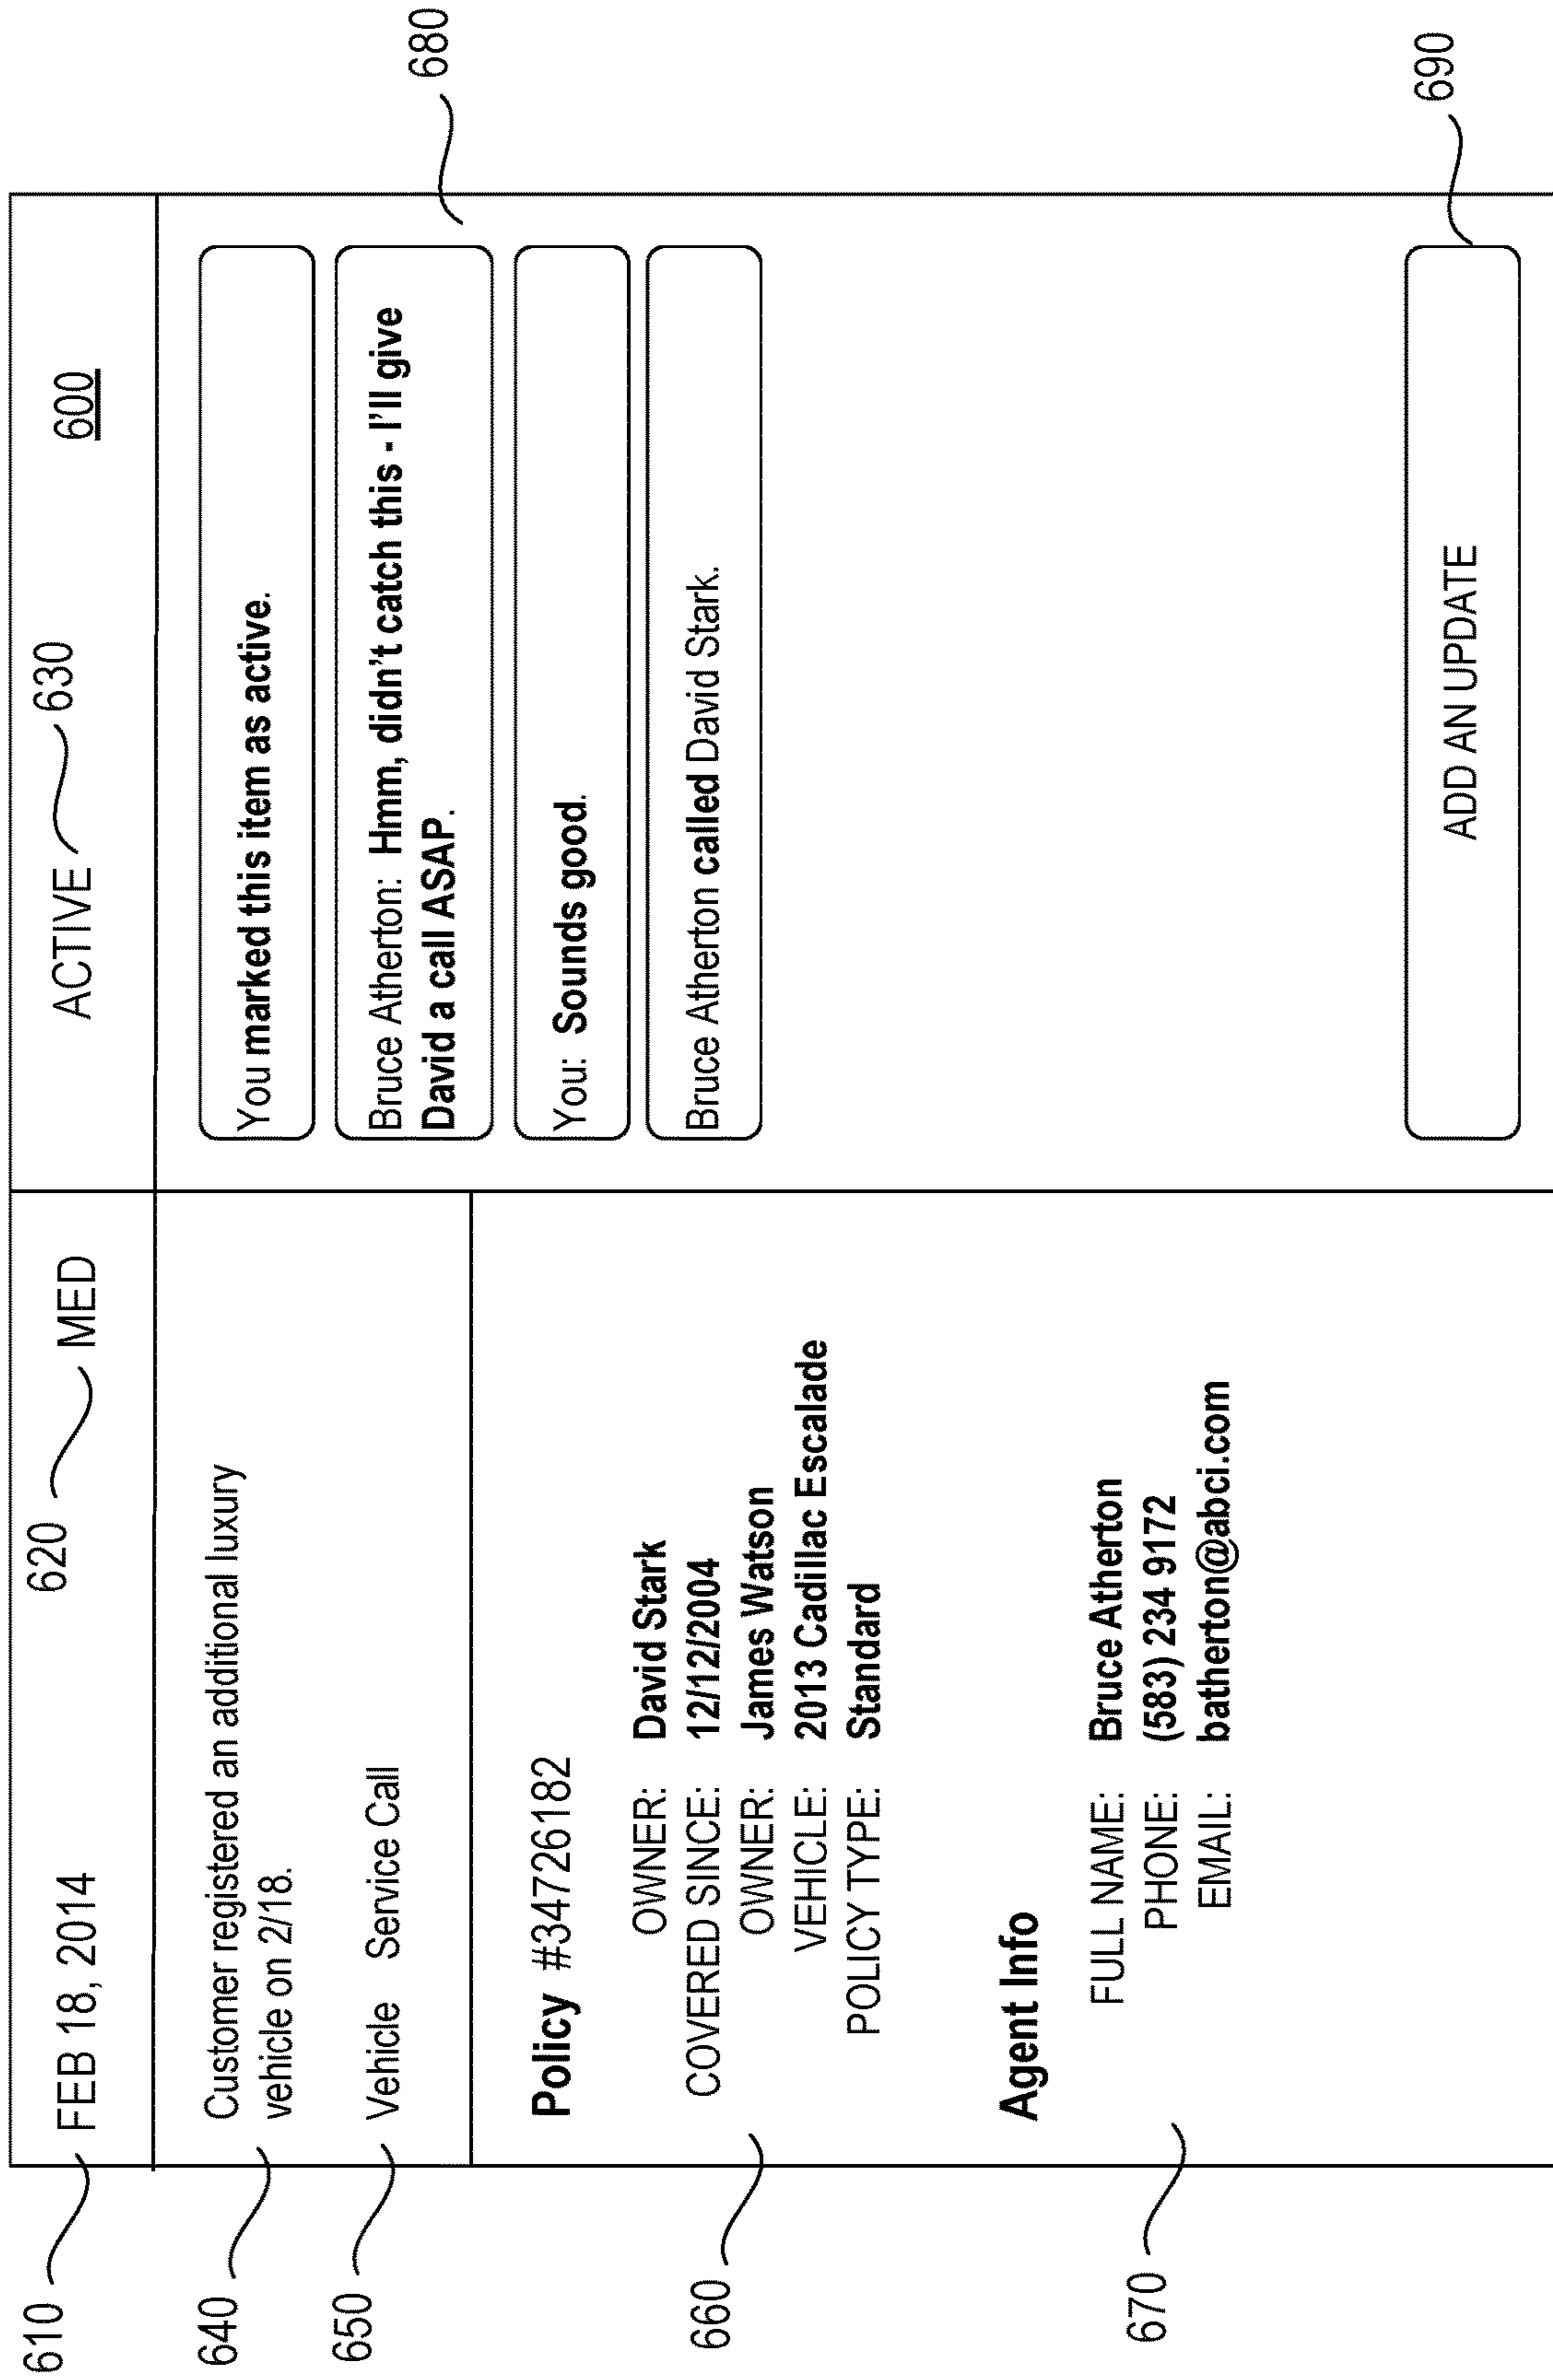 610
FEB 18, 2014
620
MED
ACTIVE
630
600
640
Customer registered an additional luxury
vehicle on 2/18.
650
Vehicle Service Call
660
Policy #34726182
OWNER: David Stark
COVERED SINCE: 12/12/2004
OWNER: James Watson
VEHICLE: 2013 Cadillac Escalade
POLICY TYPE: Standard
670
Agent Info
FULL NAME: Bruce Atherton
PHONE: (583) 234 9172
EMAIL: batherton@abci.com
You marked this item as active.
Bruce Atherton: Hmm, didn't catch this - I'll give
David a call ASAP.
680
You: Sounds good.
Bruce Atherton called David Stark.
ADD AN UPDATE
690